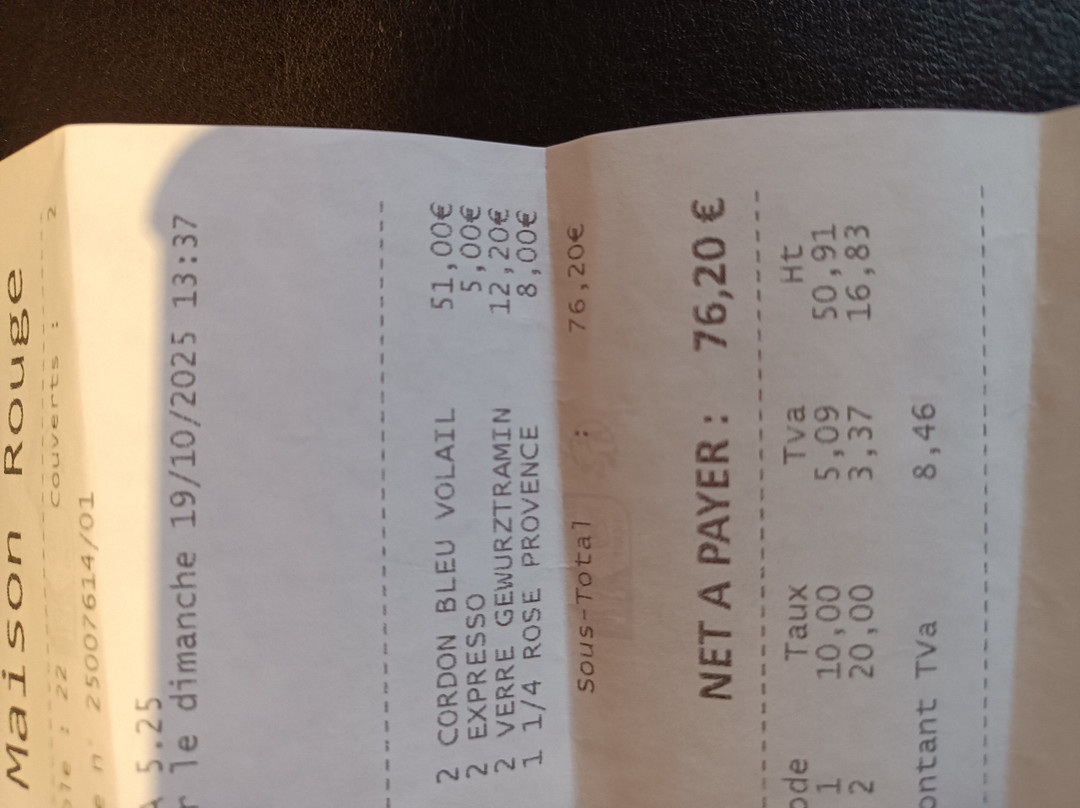 Maison Rouge
: 22 Couverts : 2
n° 25007614/01
5.25
le dimanche 19/10/2025 13:37
2 CORDON BLEU VOLAIL 51,00€
2 EXPRESSO 5,00€
2 VERRE GEWURZTRAMIN 12,20€
1 1/4 ROSE PROVENCE 8,00€
Sous-Total : 76,20€
NET A PAYER : 76,20 €
Taux Tva Ht
1 10,00 5,09 50,91
2 20,00 3,37 16,83
TVa 8,46